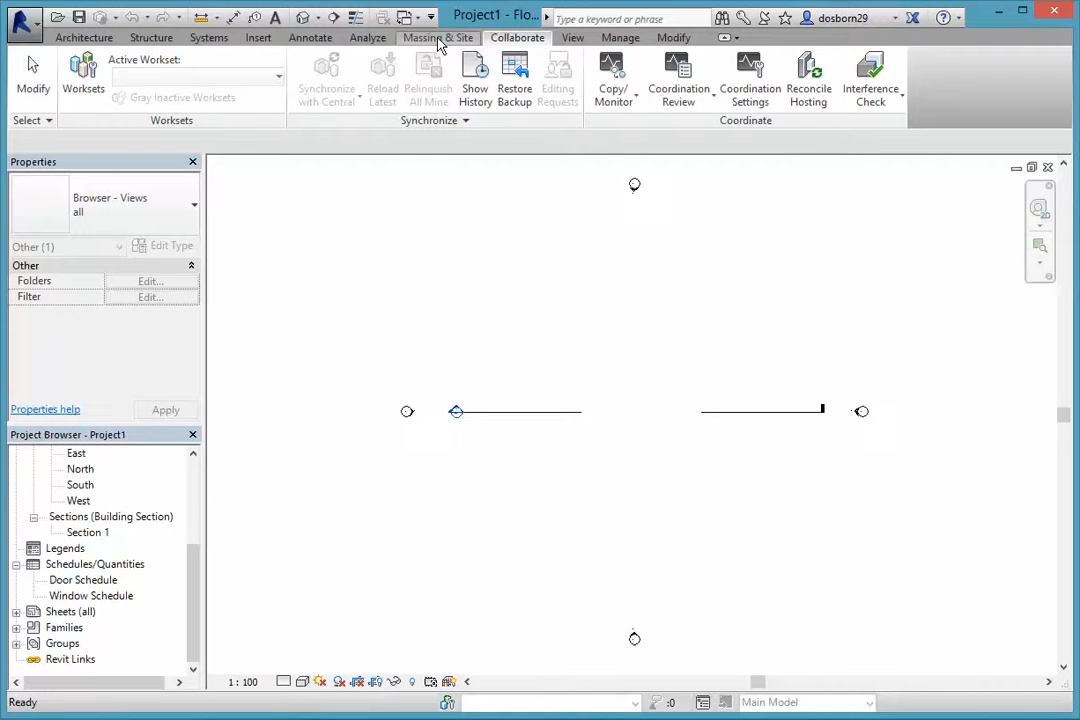 Project1 - Flo...
Type a keyword or phrase
dosborn29
Architecture
Structure
Systems
Insert
Annotate
Analyze
Massing & Site
Collaborate
View
Manage
Modify
Modify
Worksets
Active Workset:
Gray Inactive Worksets
Synchronize with Central
Reload Latest
Relinquish All Mine
Show History
Restore Backup
Editing Requests
Copy/ Monitor
Coordination Review
Coordination Settings
Reconcile Hosting
Interference Check
Select
Worksets
Synchronize
Coordinate
Properties
Browser - Views
all
Other (1)
Edit Type
Other
Folders
Edit...
Filter
Edit...
Properties help
Apply
Project Browser - Project1
East
North
South
West
Sections (Building Section)
Section 1
Legends
Schedules/Quantities
Door Schedule
Window Schedule
Sheets (all)
Families
Groups
Revit Links
2D
1 : 100
Ready
:0
Main Model